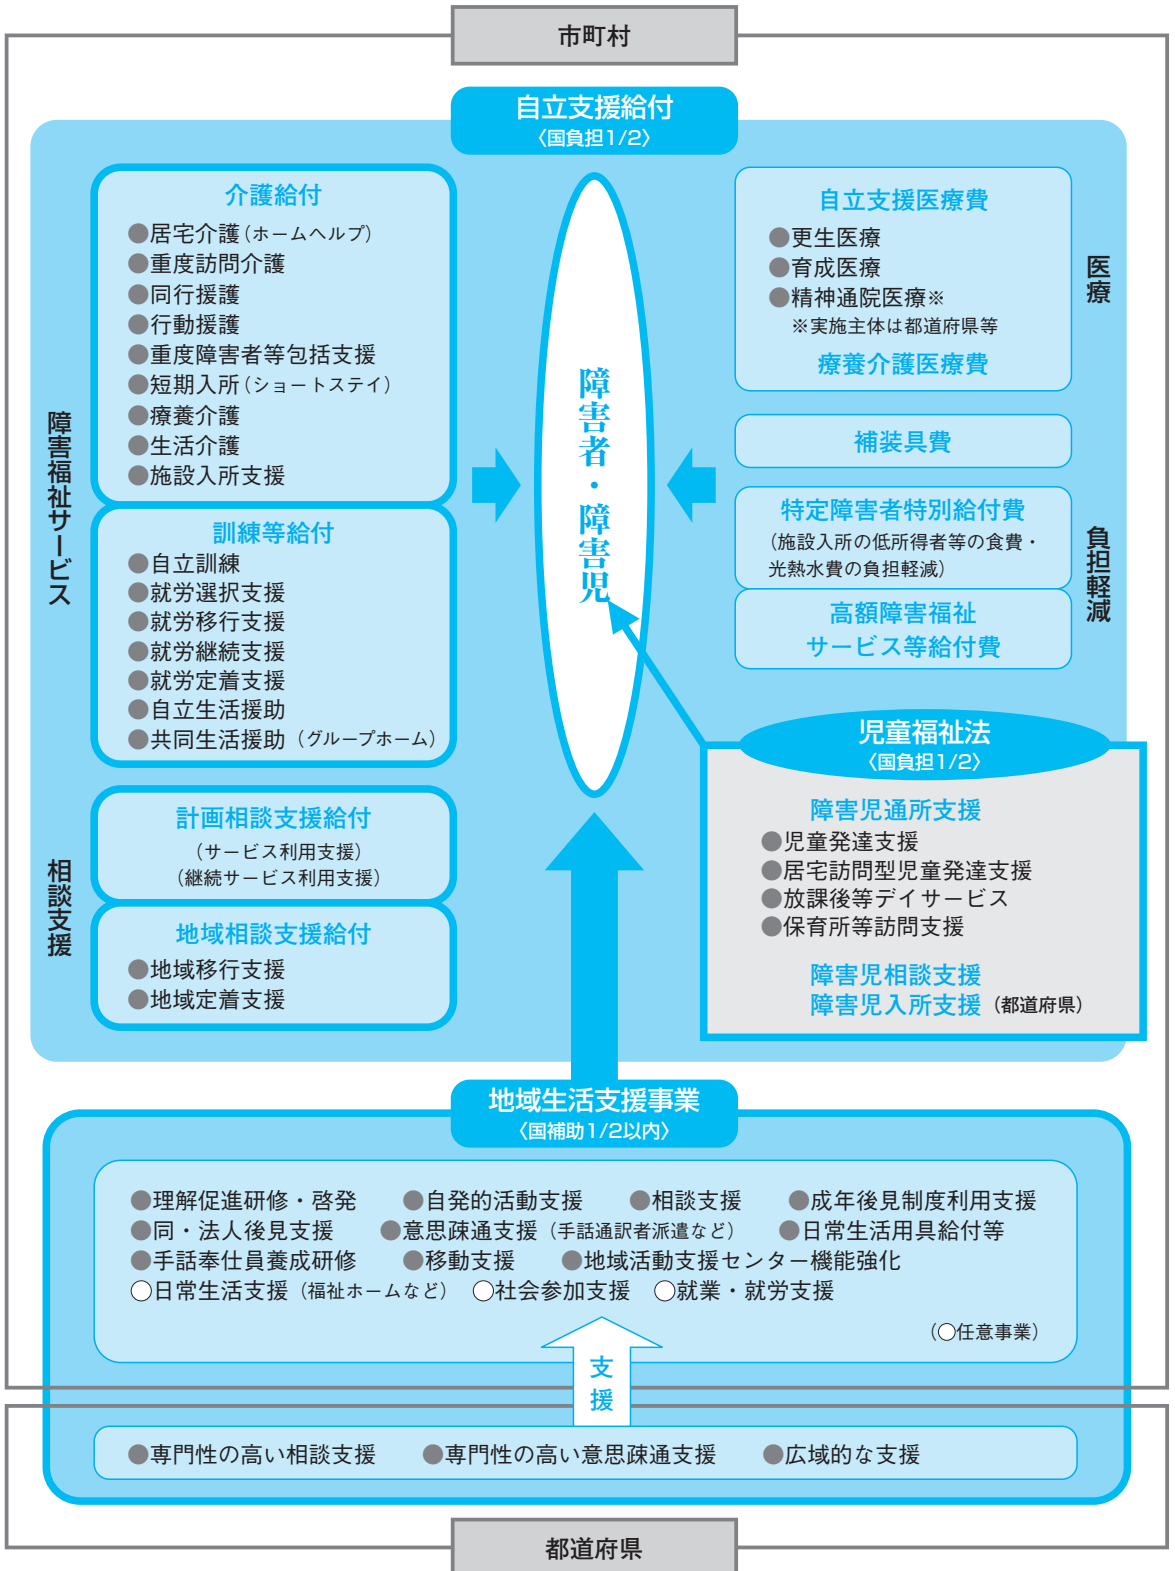 市町村
自立支援給付
〈国負担1/2〉
障害福祉サービス
介護給付
●居宅介護(ホームヘルプ)
●重度訪問介護
●同行援護
●行動援護
●重度障害者等包括支援
●短期入所(ショートステイ)
●療養介護
●生活介護
●施設入所支援
訓練等給付
●自立訓練
●就労選択支援
●就労移行支援
●就労継続支援
●就労定着支援
●自立生活援助
●共同生活援助(グループホーム)
相談支援
計画相談支援給付
(サービス利用支援)
(継続サービス利用支援)
地域相談支援給付
●地域移行支援
●地域定着支援
障害者・障害児
医療
自立支援医療費
●更生医療
●育成医療
●精神通院医療※
※実施主体は都道府県等
療養介護医療費
補装具費
負担軽減
特定障害者特別給付費
(施設入所の低所得者等の食費・
光熱水費の負担軽減)
高額障害福祉
サービス等給付費
児童福祉法
〈国負担1/2〉
障害児通所支援
●児童発達支援
●居宅訪問型児童発達支援
●放課後等デイサービス
●保育所等訪問支援
障害児相談支援
障害児入所支援(都道府県)
地域生活支援事業
〈国補助1/2以内〉
●理解促進研修・啓発 ●自発的活動支援 ●相談支援 ●成年後見制度利用支援
●同・法人後見支援 ●意思疎通支援(手話通訳者派遣など) ●日常生活用具給付等
●手話奉仕員養成研修 ●移動支援 ●地域活動支援センター機能強化
○日常生活支援(福祉ホームなど) ○社会参加支援 ○就業・就労支援
(○任意事業)
支援
●専門性の高い相談支援 ●専門性の高い意思疎通支援 ●広域的な支援
都道府県